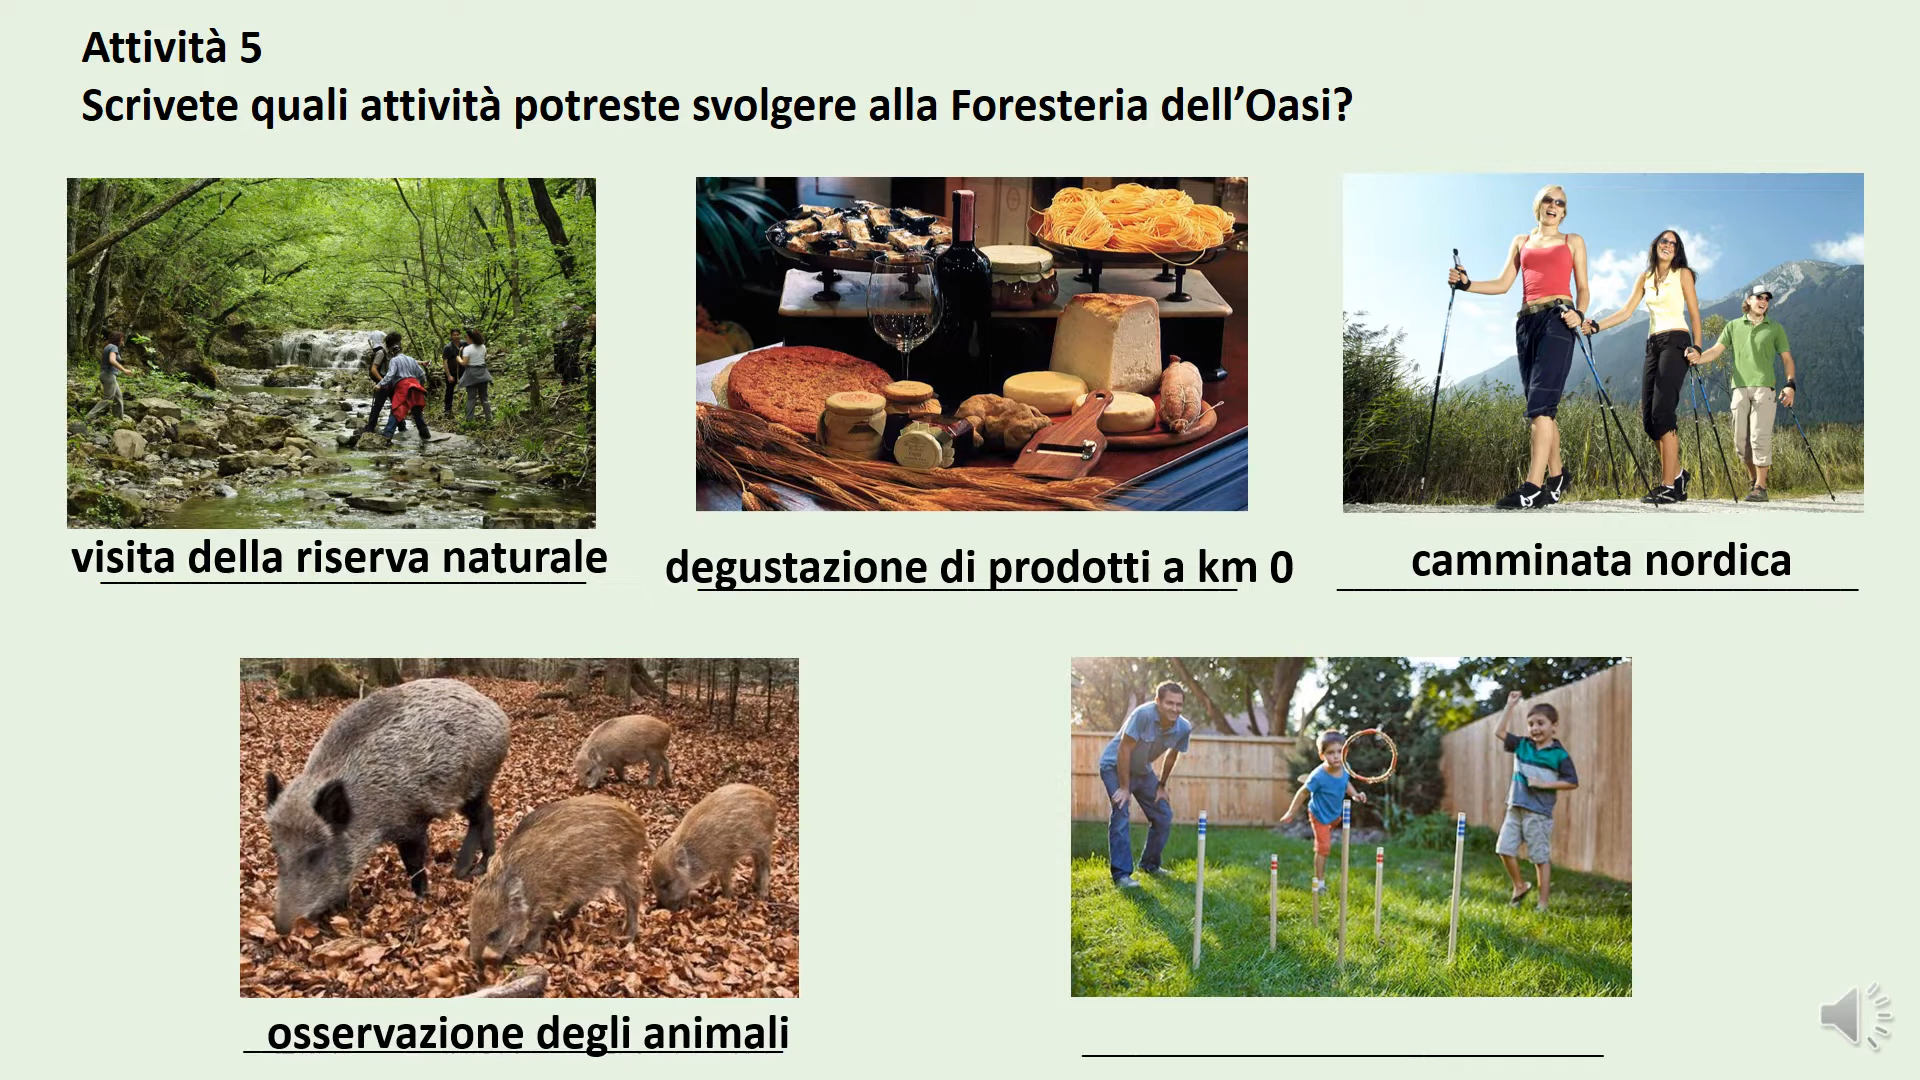 Attività 5
Scrivete quali attività potreste svolgere alla Foresteria dell’Oasi?
visita della riserva naturale
degustazione di prodotti a km 0
camminata nordica
osservazione degli animali